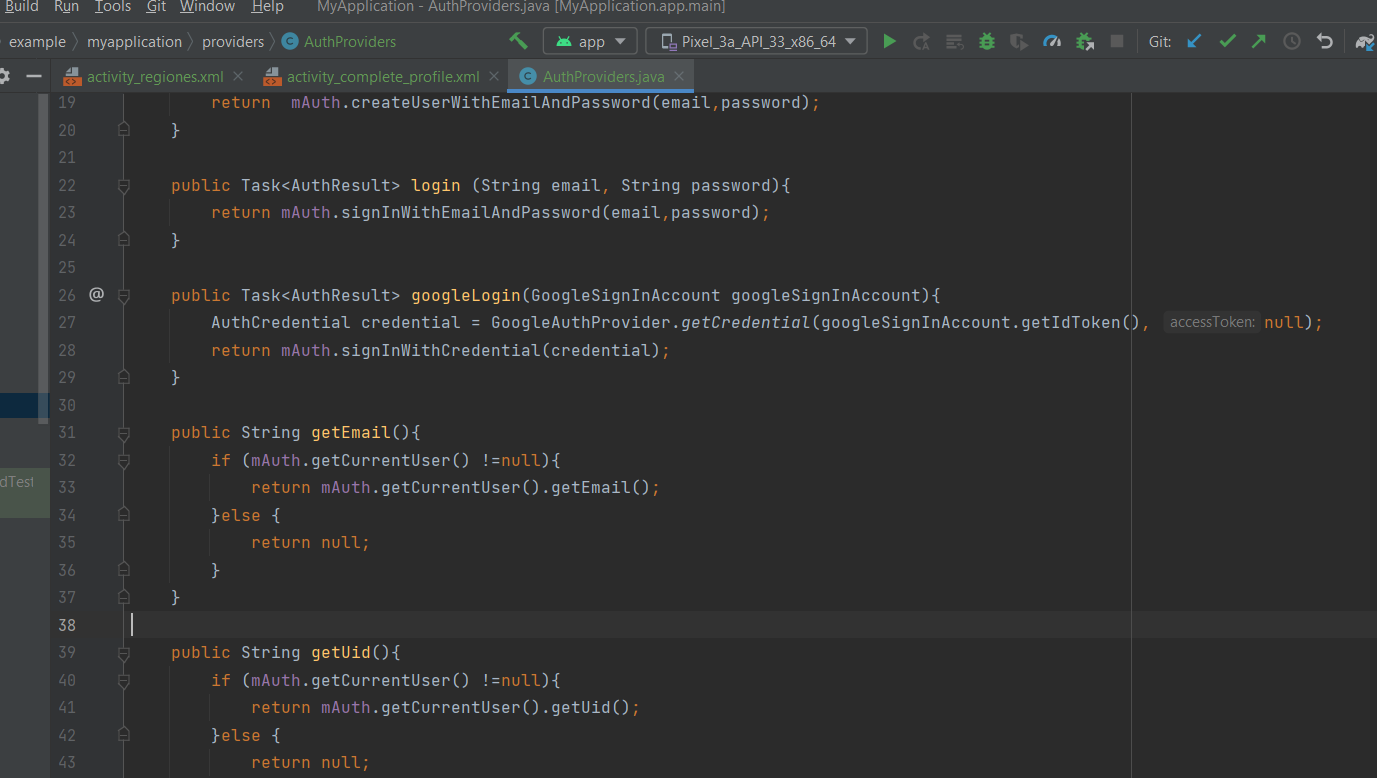 Build Run Tools Git Window Help MyApplication - AuthProviders.java [MyApplication.app.main]
example myapplication providers AuthProviders app Pixel_3a_API_33_x86_64 Git:
activity_regiones.xml activity_complete_profile.xml AuthProviders.java
19 return mAuth.createUserWithEmailAndPassword(email,password);
20 }
21
22 public Task<AuthResult> login (String email, String password){
23 return mAuth.signInWithEmailAndPassword(email,password);
24 }
25
26 @ public Task<AuthResult> googleLogin(GoogleSignInAccount googleSignInAccount){
27 AuthCredential credential = GoogleAuthProvider.getCredential(googleSignInAccount.getIdToken(), accessToken: null);
28 return mAuth.signInWithCredential(credential);
29 }
30
31 public String getEmail(){
32 if (mAuth.getCurrentUser() !=null){
33 return mAuth.getCurrentUser().getEmail();
dTest
34 }else {
35 return null;
36 }
37 }
38
39 public String getUid(){
40 if (mAuth.getCurrentUser() !=null){
41 return mAuth.getCurrentUser().getUid();
42 }else {
43 return null;